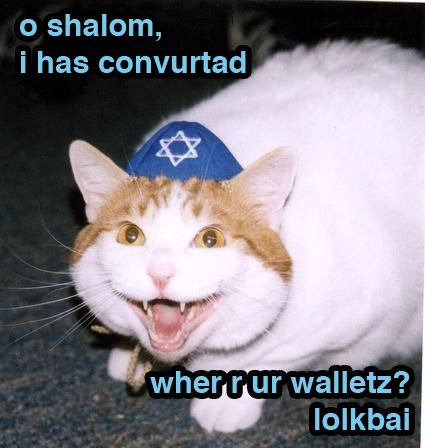 o shalom,
i has convurtad
wher r ur walletz?
lolkbai